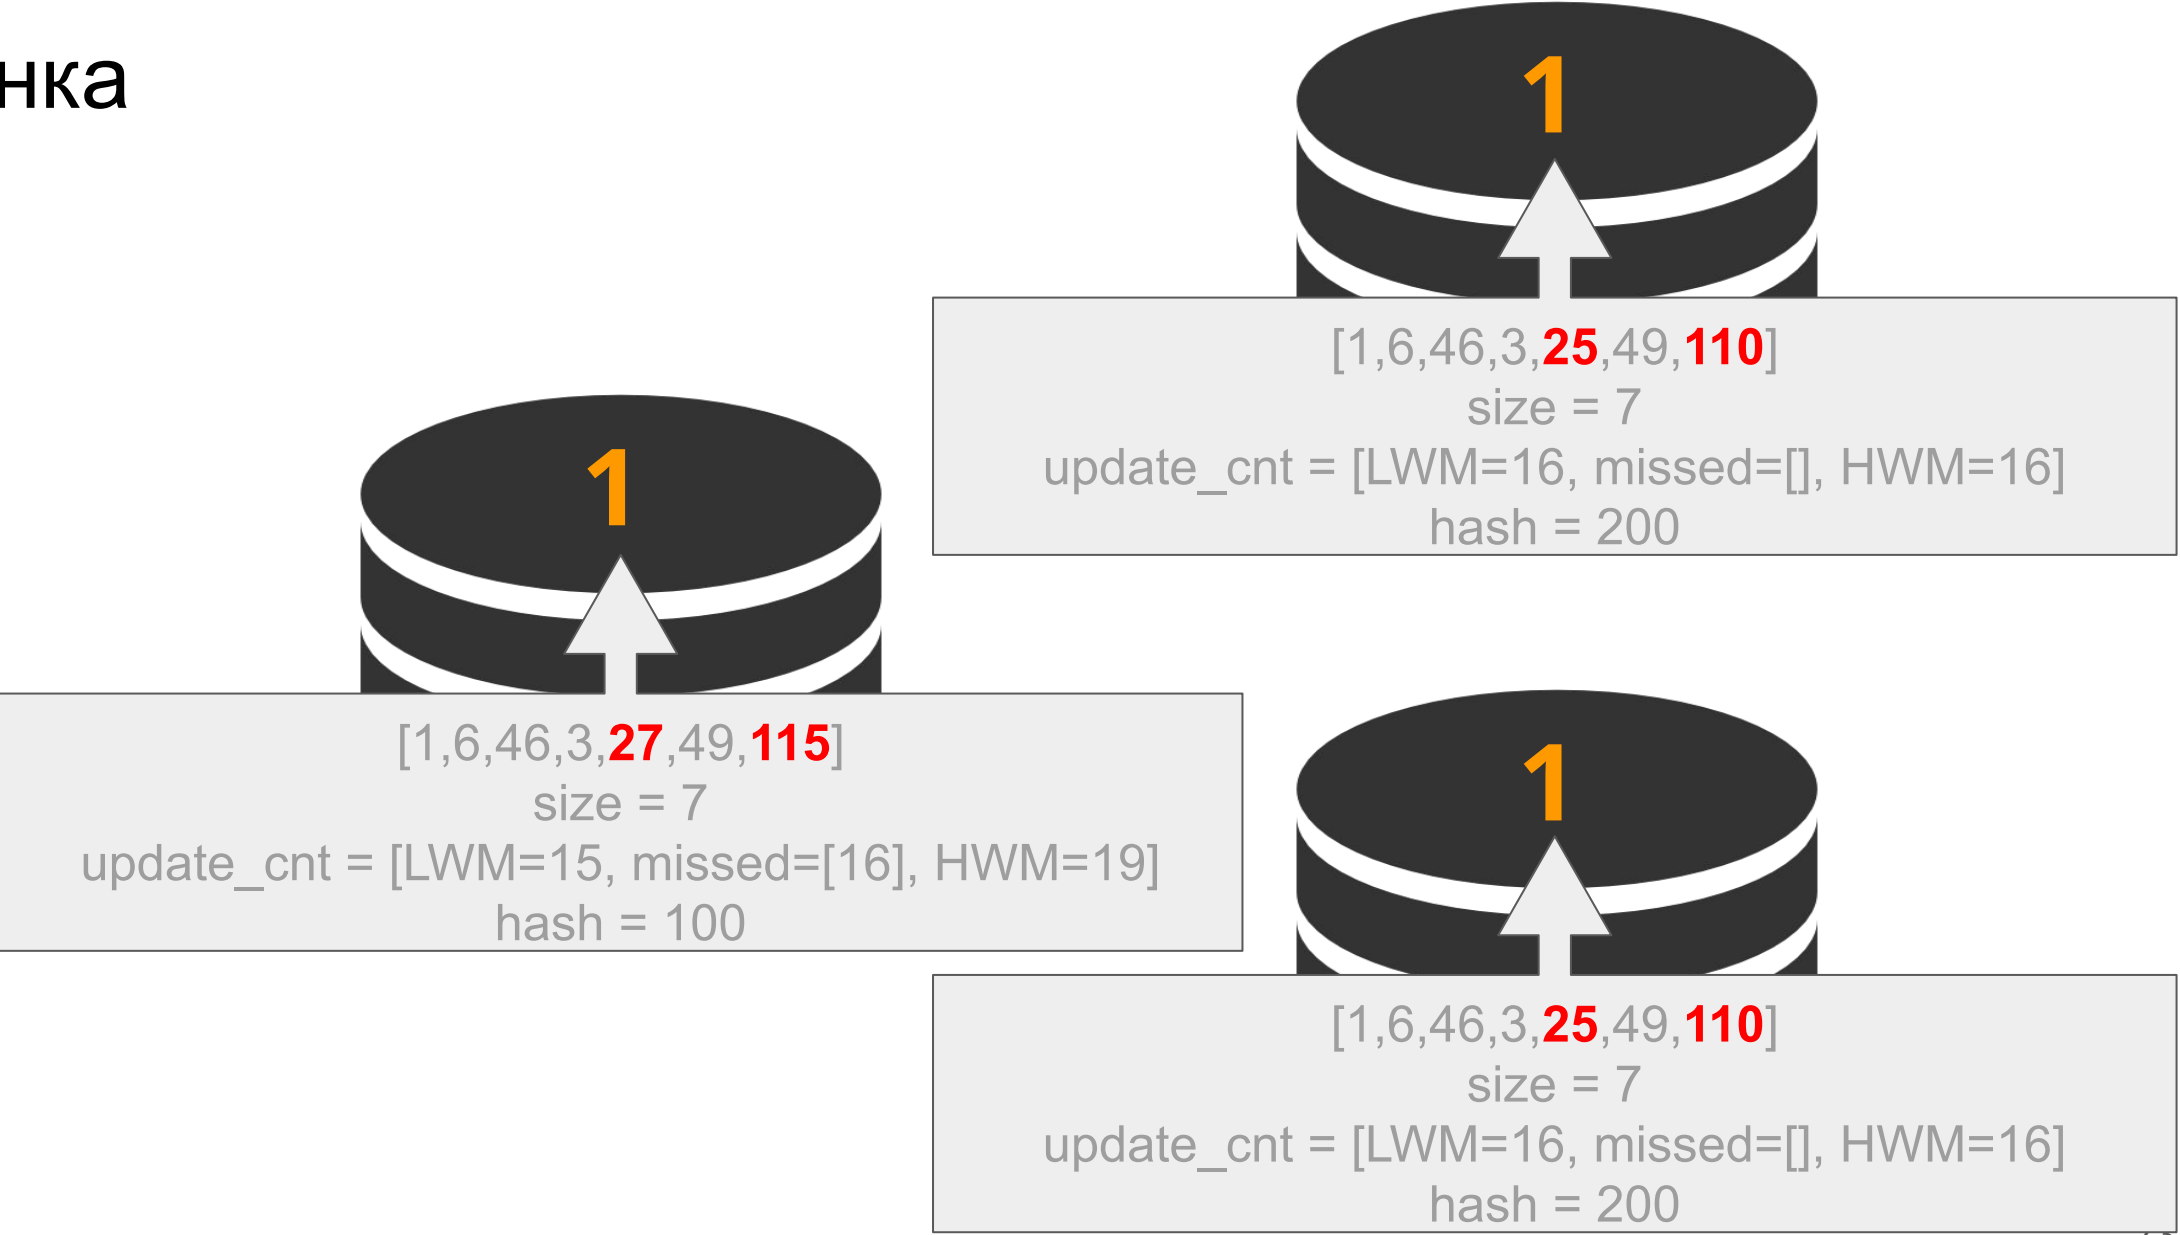 нка
1
[1,6,46,3,25,49,110]
size = 7
update_cnt = [LWM=16, missed=[], HWM=16]
hash = 200
1
[1,6,46,3,27,49,115]
size = 7
update_cnt = [LWM=15, missed=[16], HWM=19]
hash = 100
1
[1,6,46,3,25,49,110]
size = 7
update_cnt = [LWM=16, missed=[], HWM=16]
hash = 200